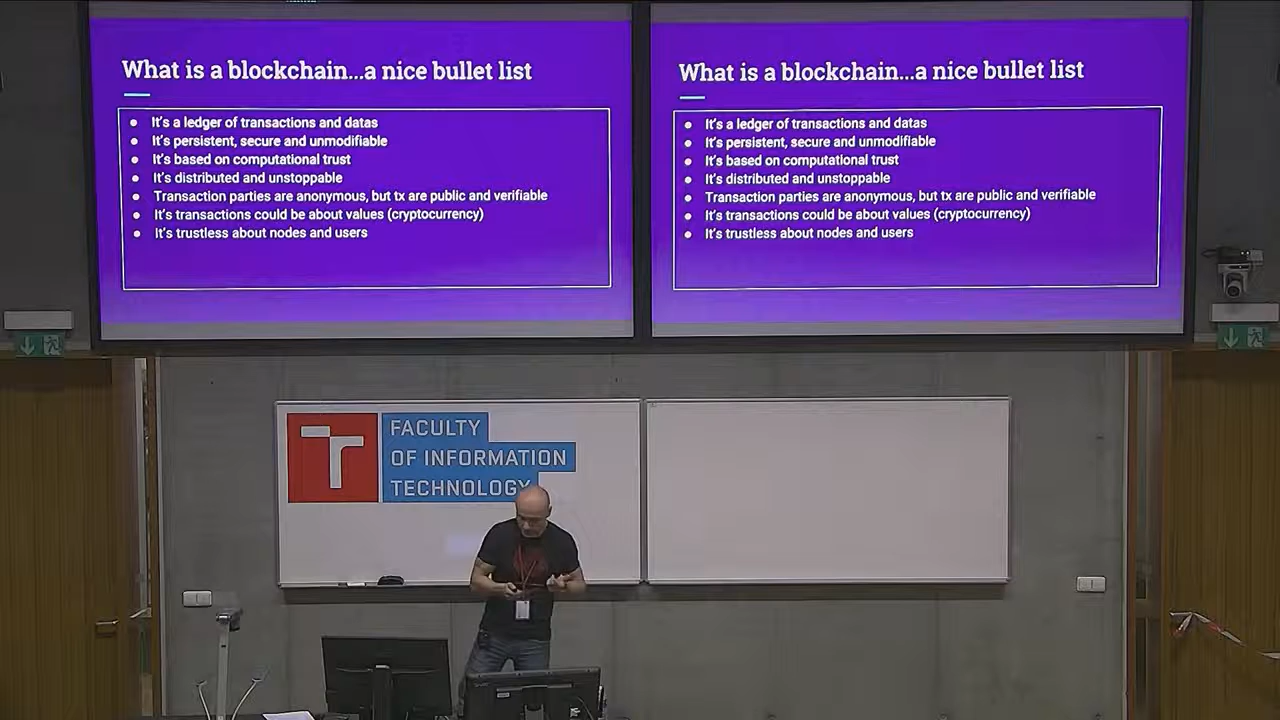 What is a blockchain...a nice bullet list
It's a ledger of transactions and datas
It's persistent, secure and unmodifiable
It's based on computational trust
It's distributed and unstoppable
Transaction parties are anonymous, but tx are public and verifiable
It's transactions could be about values (cryptocurrency)
It's trustless about nodes and users
What is a blockchain...a nice bullet list
It's a ledger of transactions and datas
It's persistent, secure and unmodifiable
It's based on computational trust
It's distributed and unstoppable
Transaction parties are anonymous, but tx are public and verifiable
It's transactions could be about values (cryptocurrency)
It's trustless about nodes and users
FACULTY
OF INFORMATION
TECHNOLOGY